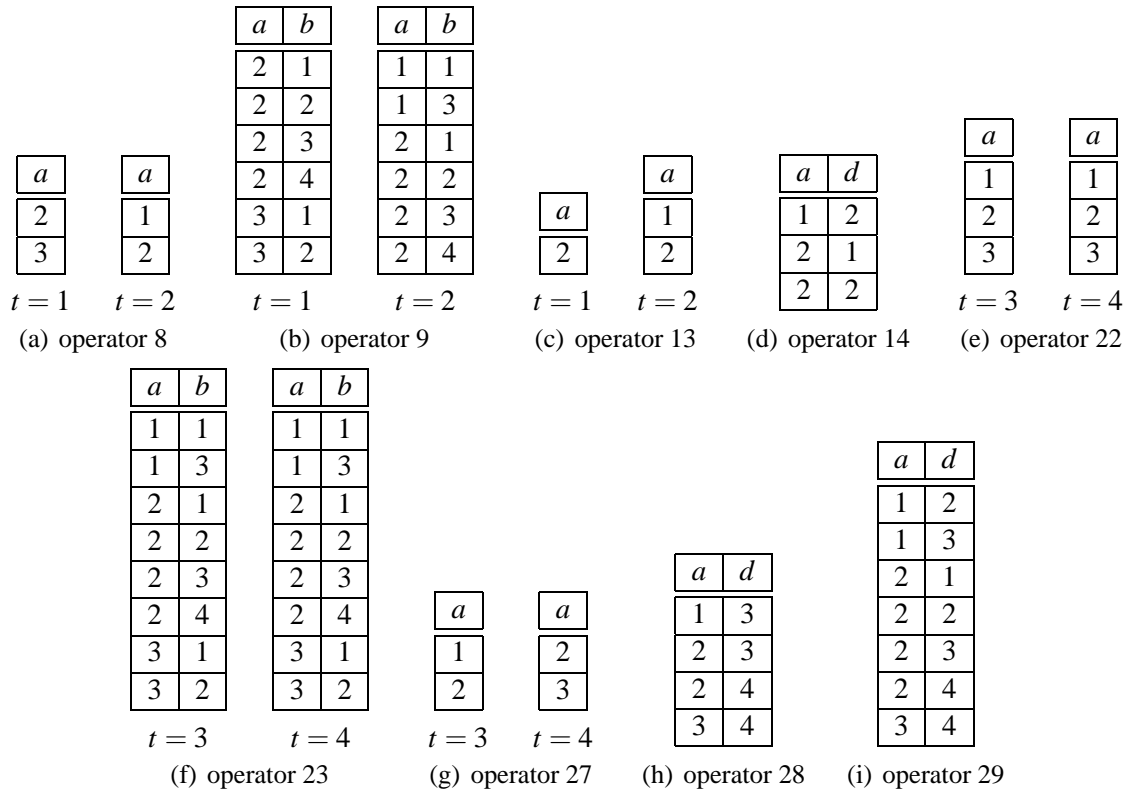 a
2
3
t = 1
a
1
2
t = 2
(a) operator 8
a b
2 1
2 2
2 3
2 4
3 1
3 2
t = 1
a b
1 1
1 3
2 1
2 2
2 3
2 4
t = 2
(b) operator 9
a
2
t = 1
a
1
2
t = 2
(c) operator 13
a d
1 2
2 1
2 2
(d) operator 14
a
1
2
3
t = 3
a
1
2
3
t = 4
(e) operator 22
a b
1 1
1 3
2 1
2 2
2 3
2 4
3 1
3 2
t = 3
a b
1 1
1 3
2 1
2 2
2 3
2 4
3 1
3 2
t = 4
(f) operator 23
a
1
2
t = 3
a
2
3
t = 4
(g) operator 27
a d
1 3
2 3
2 4
3 4
(h) operator 28
a d
1 2
1 3
2 1
2 2
2 3
2 4
3 4
(i) operator 29